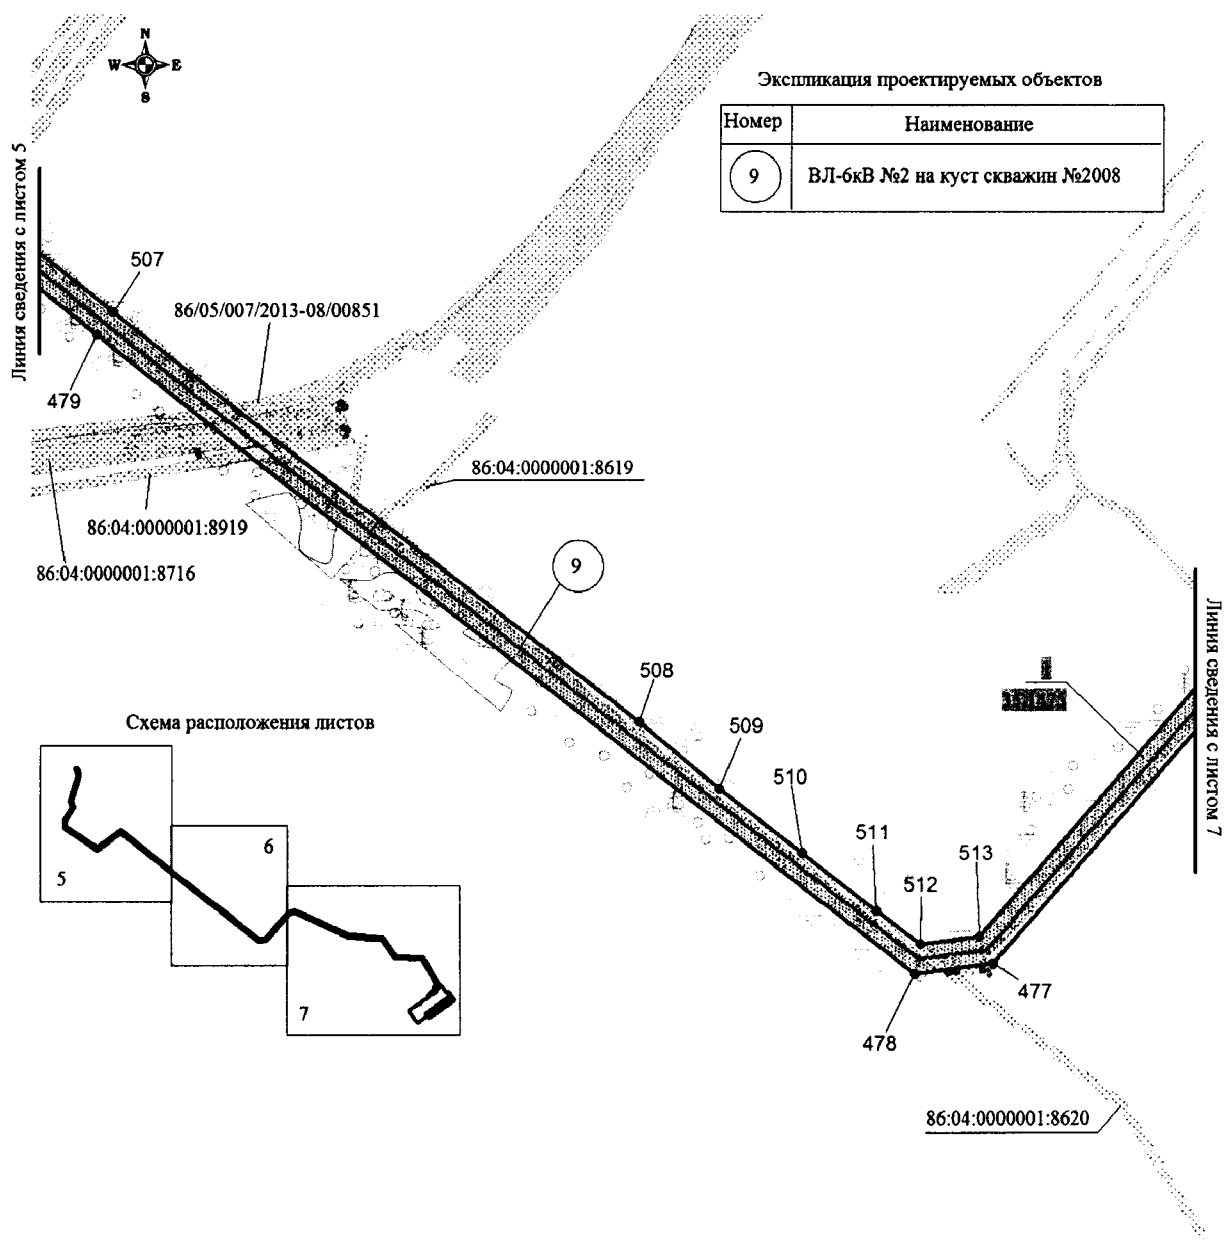 N
W E
S
Экспликация проектируемых объектов
Номер Наименование
9 ВЛ-6кВ №2 на куст скважин №2008
Линия сведения с листом 5
507
86/05/007/2013-08/00851
479
86:04:0000001:8619
86:04:0000001:8919
86:04:0000001:8716
9
Линия сведения с листом 7
508
509
510
511
512
513
477
478
86:04:0000001:8620
Схема расположения листов
5
6
7